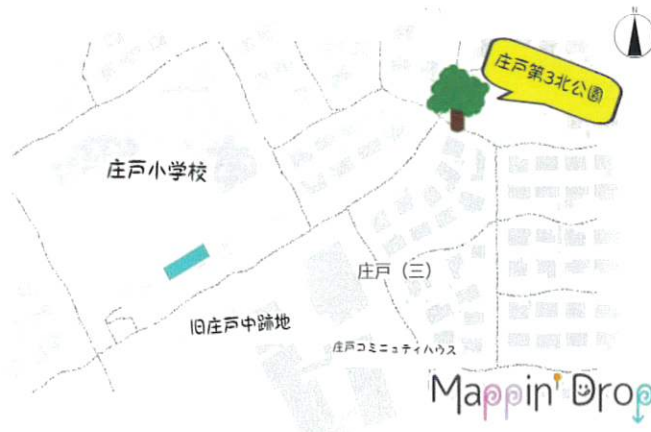 N
庄戸第3北公園
庄戸小学校
庄戸（三）
旧庄戸中跡地
庄戸コミニュティハウス
Mappin' Drop